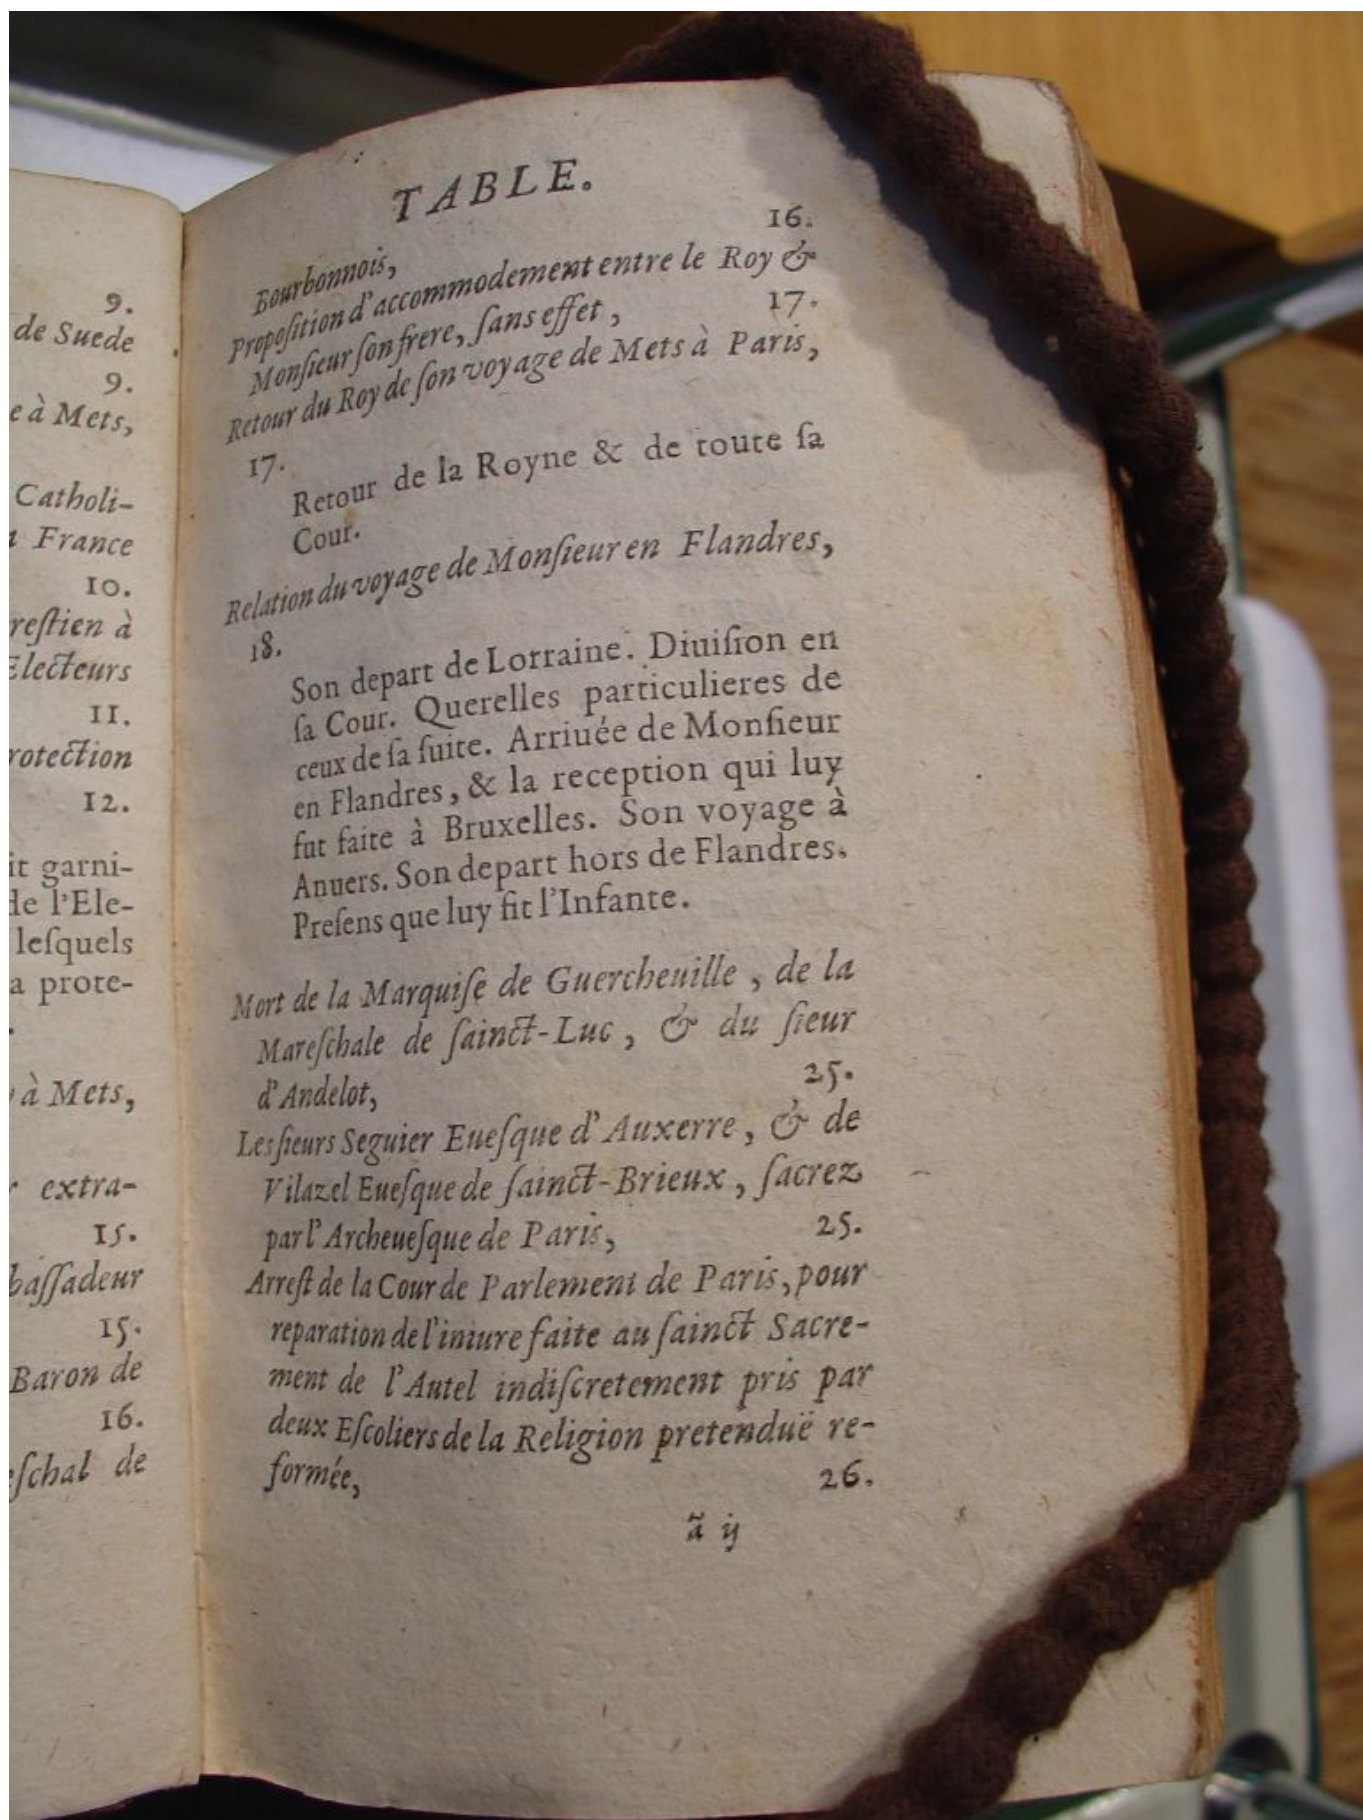 9.
de Suede
9.
e à Mets,
Catholi-
France
10.
reſtien à
Electeurs
11.
rotection
12.
it garni-
de l'Ele-
leſquels
a prote-
à Mets,
extra-
15.
baſſadeur
15.
Baron de
16.
eſchal de
TABLE.
Bourbonnois, 16.
Propoſition d'accommodement entre le Roy &
Monſieur ſon frere, ſans effet, 17.
Retour du Roy de ſon voyage de Mets à Paris,
17.
Retour de la Royne & de toute ſa
Cour.
Relation du voyage de Monſieur en Flandres,
18.
Son depart de Lorraine. Diuiſion en
ſa Cour. Querelles particulieres de
ceux de ſa ſuite. Arriuée de Monſieur
en Flandres, & la reception qui luy
fut faite à Bruxelles. Son voyage à
Anuers. Son depart hors de Flandres.
Preſens que luy fit l'Infante.
Mort de la Marquiſe de Guercheuille, de la
Mareſchale de ſainct-Luc, & du ſieur
d'Andelot, 25.
Les ſieurs Seguier Eueſque d'Auxerre, & de
Vilazel Eueſque de ſainct-Brieux, ſacrez
par l'Archeueſque de Paris, 25.
Arreſt de la Cour de Parlement de Paris, pour
reparation de l'iniure faite au ſainct Sacre-
ment de l'Autel indiſcretement pris par
deux Eſcoliers de la Religion pretenduë re-
formée, 26.
ã ij